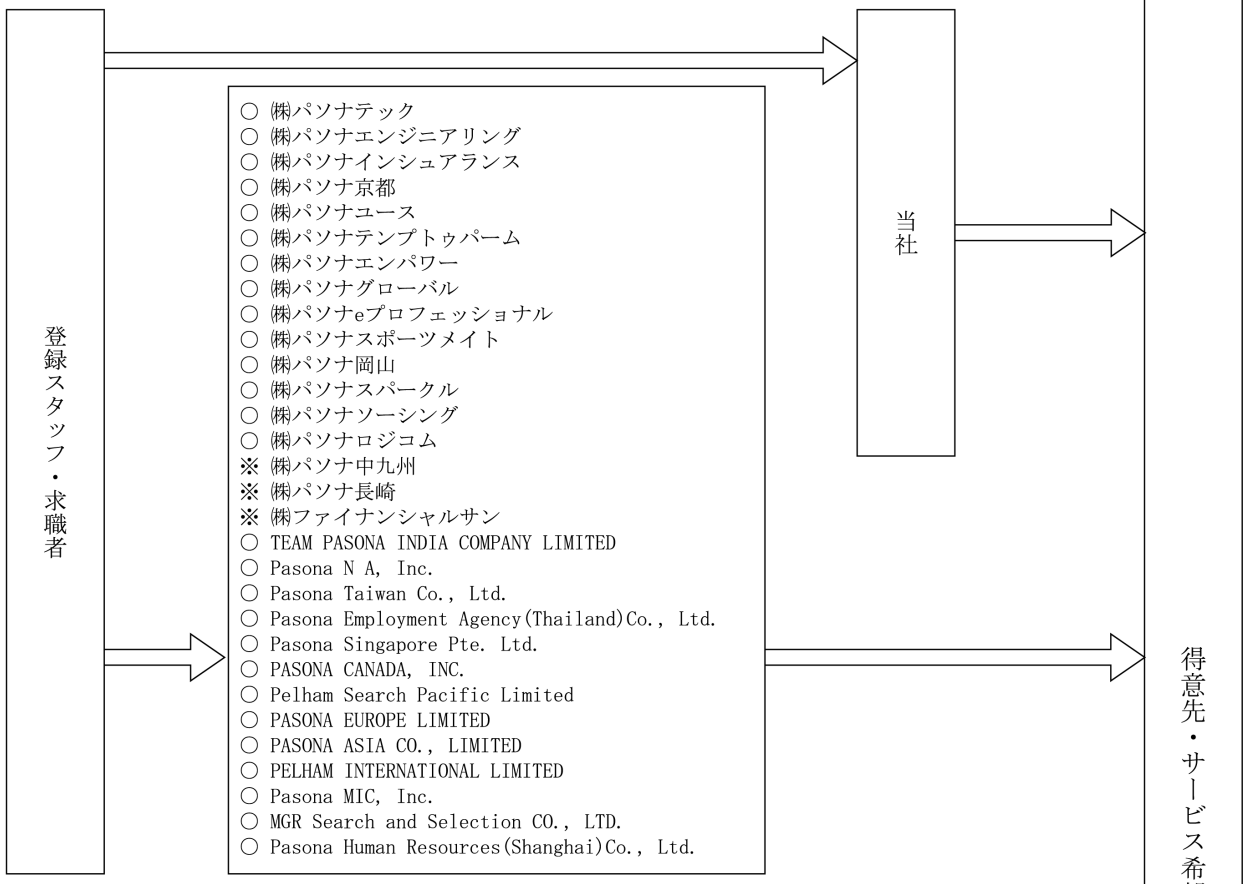 登録スタッフ・求職者
○ ㈱パソナテック
○ ㈱パソナエンジニアリング
○ ㈱パソナインシュアランス
○ ㈱パソナ京都
○ ㈱パソナユース
○ ㈱パソナテンプトゥパーム
○ ㈱パソナエンパワー
○ ㈱パソナグローバル
○ ㈱パソナeプロフェッショナル
○ ㈱パソナスポーツメイト
○ ㈱パソナ岡山
○ ㈱パソナスパークル
○ ㈱パソナソーシング
○ ㈱パソナロジコム
※ ㈱パソナ中九州
※ ㈱パソナ長崎
※ ㈱ファイナンシャルサン
○ TEAM PASONA INDIA COMPANY LIMITED
○ Pasona N A, Inc.
○ Pasona Taiwan Co., Ltd.
○ Pasona Employment Agency(Thailand)Co., Ltd.
○ Pasona Singapore Pte. Ltd.
○ PASONA CANADA, INC.
○ Pelham Search Pacific Limited
○ PASONA EUROPE LIMITED
○ PASONA ASIA CO., LIMITED
○ PELHAM INTERNATIONAL LIMITED
○ Pasona MIC, Inc.
○ MGR Search and Selection CO., LTD.
○ Pasona Human Resources(Shanghai)Co., Ltd.
当社
得意先・サービス希